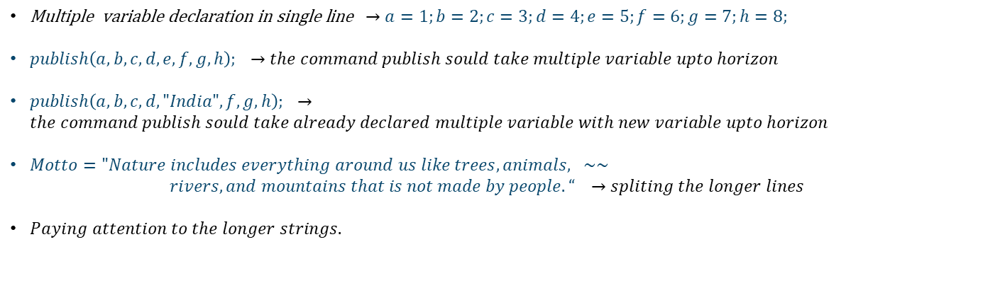 • Multiple variable declaration in single line → a = 1; b = 2; c = 3; d = 4; e = 5; f = 6; g = 7; h = 8;
• publish(a, b, c, d, e, f, g, h); → the command publish sould take multiple variable upto horizon
• publish(a, b, c, d, "India", f, g, h); →
the command publish sould take already declared multiple variable with new variable upto horizon
• Motto = "Nature includes everything around us like trees, animals, ~~
rivers, and mountains that is not made by people.“ → spliting the longer lines
• Paying attention to the longer strings.